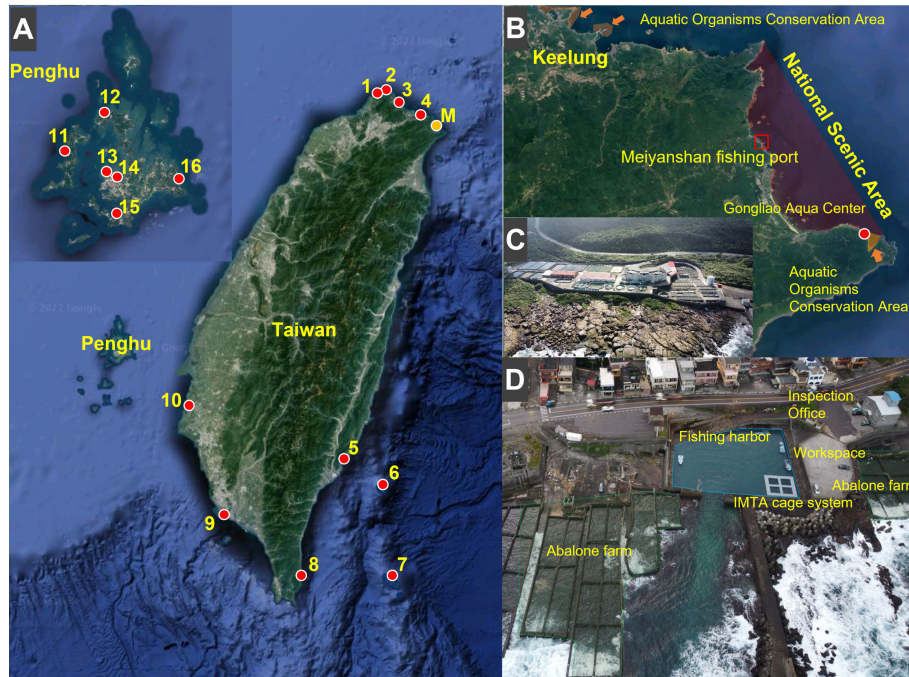 A
Penghu
12
11
13
14
16
15
© 2022 Google
1
2
3
4
M
© 2022 Google
Taiwan
Penghu
10
5
6
9
8
7
B
Aquatic Organisms Conservation Area
Keelung
National Scenic Area
Meiyanshan fishing port
Gongliao Aqua Center
Aquatic
Organisms
Conservation Area
C
D
Inspection
Office
Fishing harbor
Workspace
Abalone farm
IMTA cage system
Abalone farm